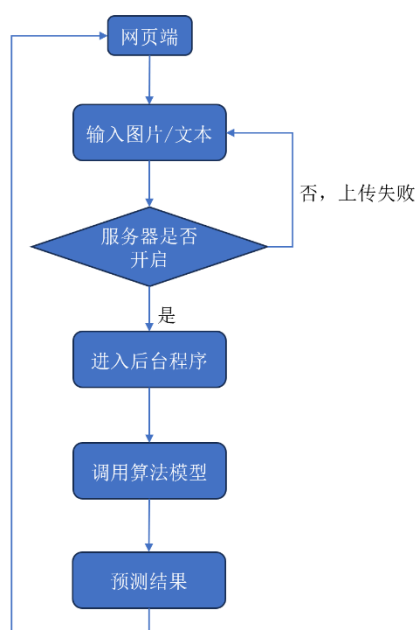 网页端
输入图片/文本
否，上传失败
服务器是否
开启
是
进入后台程序
调用算法模型
预测结果